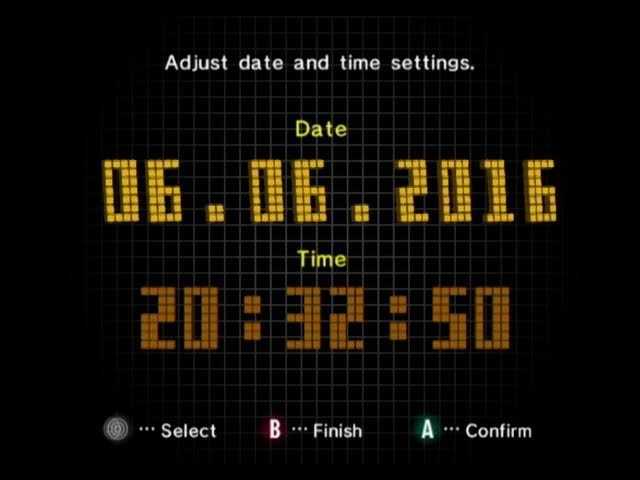 Adjust date and time settings.
Date
06.06.2016
Time
20:32:50
··· Select B ··· Finish A ··· Confirm